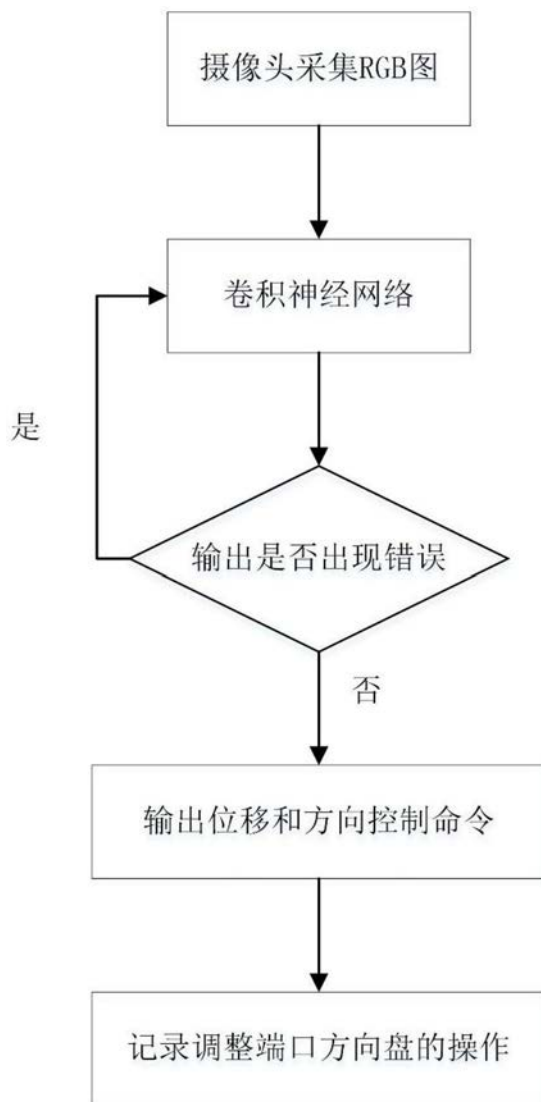 摄像头采集RGB图
卷积神经网络
是
输出是否出现错误
否
输出位移和方向控制命令
记录调整端口方向盘的操作